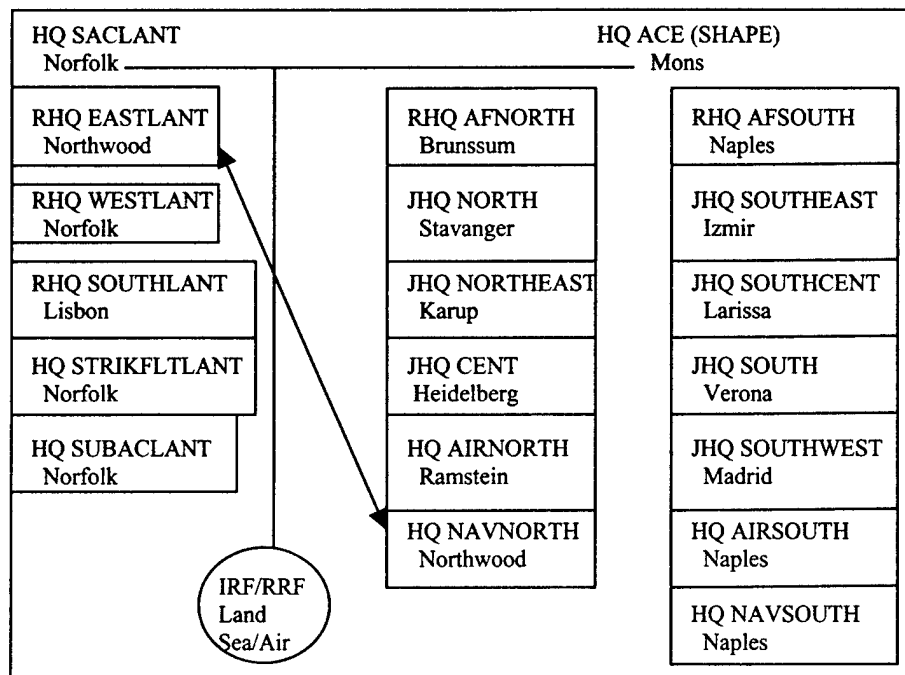 HQ SACLANT
Norfolk
HQ ACE (SHAPE)
Mons
RHQ EASTLANT
Northwood
RHQ WESTLANT
Norfolk
RHQ SOUTHLANT
Lisbon
HQ STRIKFLTLANT
Norfolk
HQ SUBACLANT
Norfolk
IRF/RRF
Land
Sea/Air
RHQ AFNORTH
Brunssum
JHQ NORTH
Stavanger
JHQ NORTHEAST
Karup
JHQ CENT
Heidelberg
HQ AIRNORTH
Ramstein
HQ NAVNORTH
Northwood
RHQ AFSOUTH
Naples
JHQ SOUTHEAST
Izmir
JHQ SOUTHCENT
Larissa
JHQ SOUTH
Verona
JHQ SOUTHWEST
Madrid
HQ AIRSOUTH
Naples
HQ NAVSOUTH
Naples